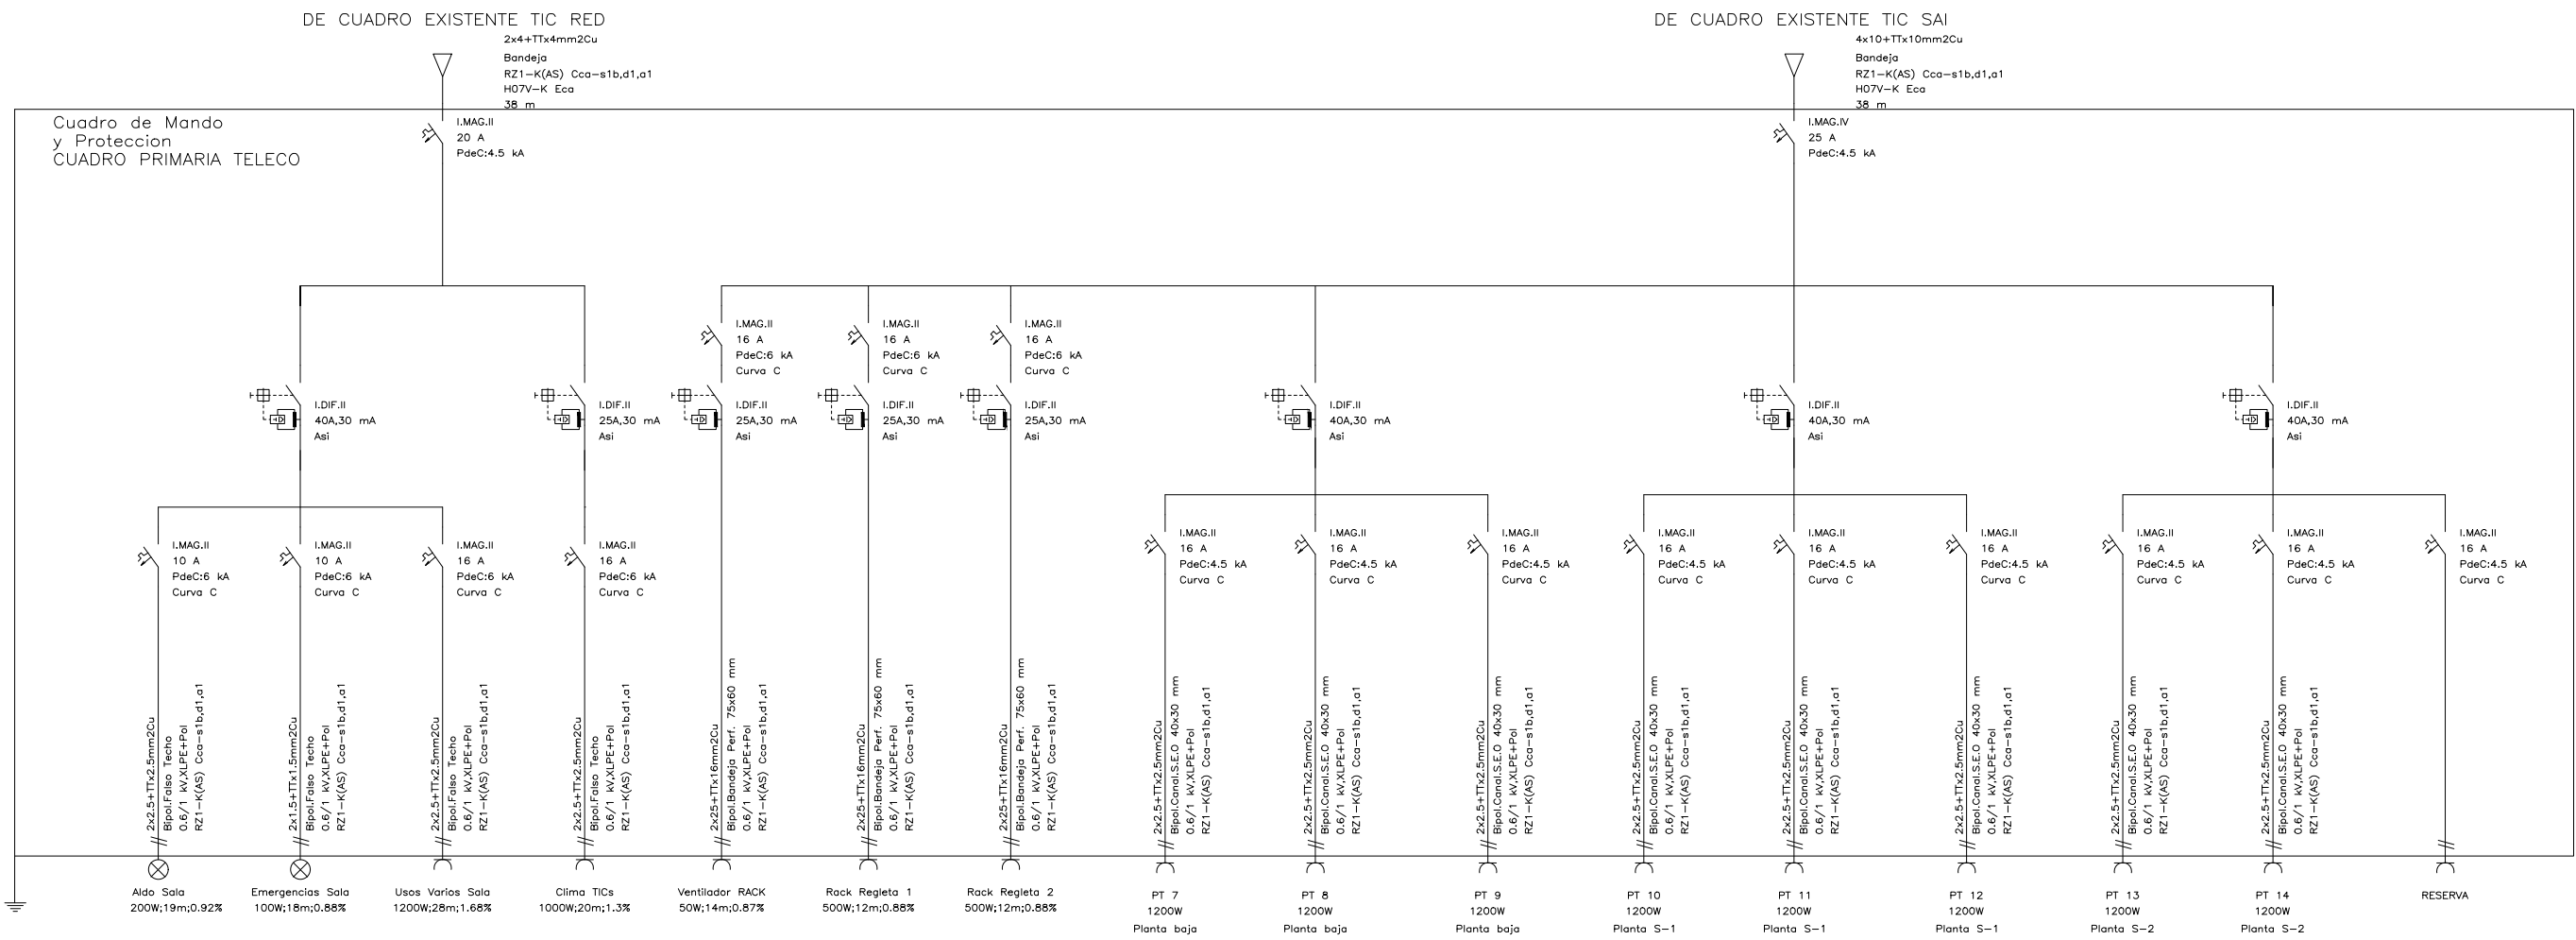 DE CUADRO EXISTENTE TIC RED
2x4+TTx4mm2Cu
Bandeja
RZ1-K(AS) Cca-s1b,d1,a1
H07V-K Eca
38 m
DE CUADRO EXISTENTE TIC SAI
4x10+TTx10mm2Cu
Bandeja
RZ1-K(AS) Cca-s1b,d1,a1
H07V-K Eca
38 m
Cuadro de Mando
y Proteccion
CUADRO PRIMARIA TELECO
I.MAG.II
20 A
PdeC:4.5 kA
I.MAG.IV
25 A
PdeC:4.5 kA
I.MAG.II
16 A
PdeC:6 kA
Curva C
I.MAG.II
16 A
PdeC:6 kA
Curva C
I.MAG.II
16 A
PdeC:6 kA
Curva C
I.DIF.II
40A,30 mA
Asi
I.DIF.II
25A,30 mA
Asi
I.DIF.II
25A,30 mA
Asi
I.DIF.II
25A,30 mA
Asi
I.DIF.II
25A,30 mA
Asi
I.DIF.II
40A,30 mA
Asi
I.DIF.II
40A,30 mA
Asi
I.DIF.II
40A,30 mA
Asi
I.MAG.II
10 A
PdeC:6 kA
Curva C
I.MAG.II
10 A
PdeC:6 kA
Curva C
I.MAG.II
16 A
PdeC:6 kA
Curva C
I.MAG.II
16 A
PdeC:6 kA
Curva C
I.MAG.II
16 A
PdeC:4.5 kA
Curva C
I.MAG.II
16 A
PdeC:4.5 kA
Curva C
I.MAG.II
16 A
PdeC:4.5 kA
Curva C
I.MAG.II
16 A
PdeC:4.5 kA
Curva C
I.MAG.II
16 A
PdeC:4.5 kA
Curva C
I.MAG.II
16 A
PdeC:4.5 kA
Curva C
I.MAG.II
16 A
PdeC:4.5 kA
Curva C
I.MAG.II
16 A
PdeC:4.5 kA
Curva C
I.MAG.II
16 A
PdeC:4.5 kA
Curva C
2x2.5+TTx2.5mm2Cu
Bipol.Falso Techo
0.6/1 kV,XLPE+Pol
RZ1-K(AS) Cca-s1b,d1,a1
2x1.5+TTx1.5mm2Cu
Bipol.Falso Techo
0.6/1 kV,XLPE+Pol
RZ1-K(AS) Cca-s1b,d1,a1
2x2.5+TTx2.5mm2Cu
Bipol.Falso Techo
0.6/1 kV,XLPE+Pol
RZ1-K(AS) Cca-s1b,d1,a1
2x2.5+TTx2.5mm2Cu
Bipol.Falso Techo
0.6/1 kV,XLPE+Pol
RZ1-K(AS) Cca-s1b,d1,a1
2x25+TTx16mm2Cu
Bipol.Bandeja Perf. 75x60 mm
0.6/1 kV,XLPE+Pol
RZ1-K(AS) Cca-s1b,d1,a1
2x25+TTx16mm2Cu
Bipol.Bandeja Perf. 75x60 mm
0.6/1 kV,XLPE+Pol
RZ1-K(AS) Cca-s1b,d1,a1
2x25+TTx16mm2Cu
Bipol.Bandeja Perf. 75x60 mm
0.6/1 kV,XLPE+Pol
RZ1-K(AS) Cca-s1b,d1,a1
2x2.5+TTx2.5mm2Cu
Bipol.Canal.S.E.O 40x30 mm
0.6/1 kV,XLPE+Pol
RZ1-K(AS) Cca-s1b,d1,a1
2x2.5+TTx2.5mm2Cu
Bipol.Canal.S.E.O 40x30 mm
0.6/1 kV,XLPE+Pol
RZ1-K(AS) Cca-s1b,d1,a1
2x2.5+TTx2.5mm2Cu
Bipol.Canal.S.E.O 40x30 mm
0.6/1 kV,XLPE+Pol
RZ1-K(AS) Cca-s1b,d1,a1
2x2.5+TTx2.5mm2Cu
Bipol.Canal.S.E.O 40x30 mm
0.6/1 kV,XLPE+Pol
RZ1-K(AS) Cca-s1b,d1,a1
2x2.5+TTx2.5mm2Cu
Bipol.Canal.S.E.O 40x30 mm
0.6/1 kV,XLPE+Pol
RZ1-K(AS) Cca-s1b,d1,a1
2x2.5+TTx2.5mm2Cu
Bipol.Canal.S.E.O 40x30 mm
0.6/1 kV,XLPE+Pol
RZ1-K(AS) Cca-s1b,d1,a1
2x2.5+TTx2.5mm2Cu
Bipol.Canal.S.E.O 40x30 mm
0.6/1 kV,XLPE+Pol
RZ1-K(AS) Cca-s1b,d1,a1
2x2.5+TTx2.5mm2Cu
Bipol.Canal.S.E.O 40x30 mm
0.6/1 kV,XLPE+Pol
RZ1-K(AS) Cca-s1b,d1,a1
Aldo Sala
200W;19m;0.92%
Emergencias Sala
100W;18m;0.88%
Usos Varios Sala
1200W;28m;1.68%
Clima TICs
1000W;20m;1.3%
Ventilador RACK
50W;14m;0.87%
Rack Regleta 1
500W;12m;0.88%
Rack Regleta 2
500W;12m;0.88%
PT 7
1200W
Planta baja
PT 8
1200W
Planta baja
PT 9
1200W
Planta baja
PT 10
1200W
Planta S-1
PT 11
1200W
Planta S-1
PT 12
1200W
Planta S-1
PT 13
1200W
Planta S-2
PT 14
1200W
Planta S-2
RESERVA